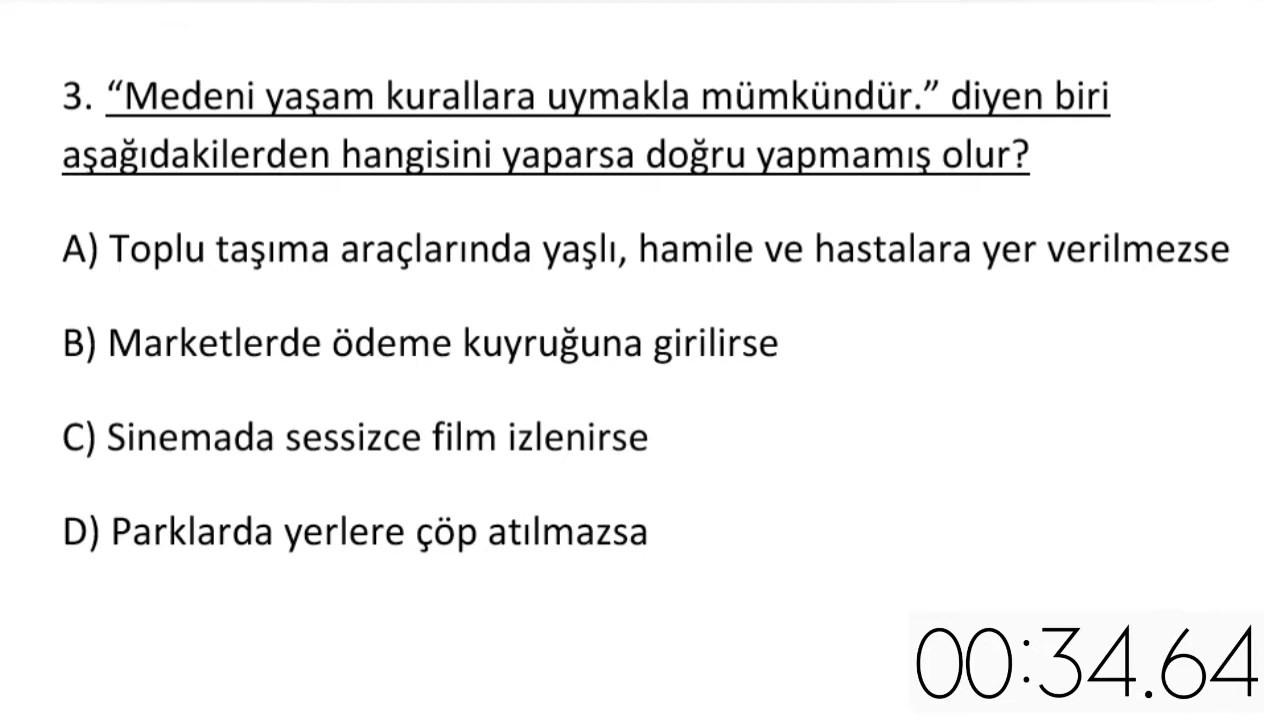 3. “Medeni yaşam kurallara uymakla mümkündür.” diyen biri
aşağıdakilerden hangisini yaparsa doğru yapmamış olur?
A) Toplu taşıma araçlarında yaşlı, hamile ve hastalara yer verilmezse
B) Marketlerde ödeme kuyruğuna girilirse
C) Sinemada sessizce film izlenirse
D) Parklarda yerlere çöp atılmazsa
00:34.64